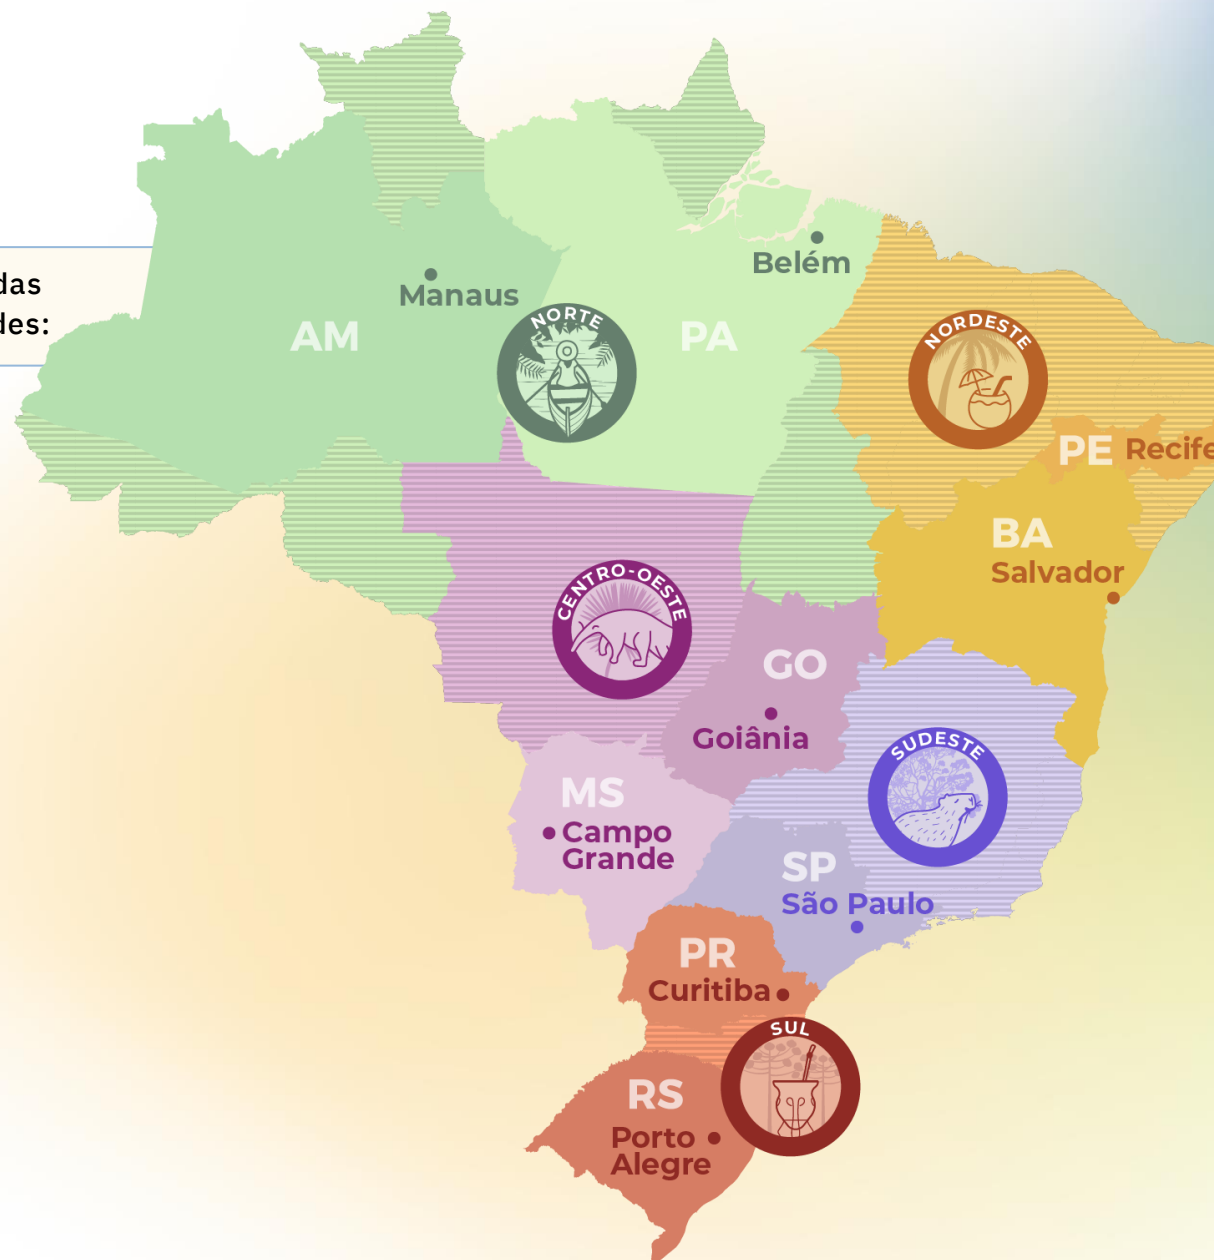 das
des:
Manaus
Belém
AM
NORTE
PA
NORDESTE
PE Recife
BA
Salvador
CENTRO-OESTE
GO
Goiânia
SUDESTE
MS
Campo
Grande
SP
São Paulo
PR
Curitiba
SUL
RS
Porto
Alegre